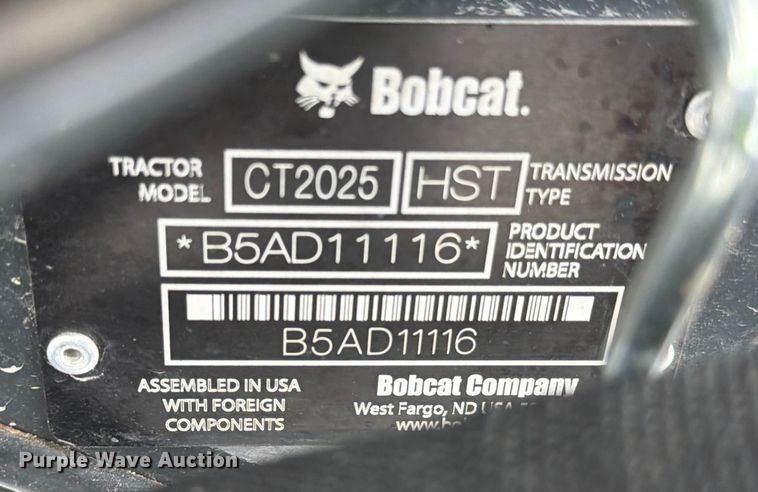 Bobcat.
TRACTOR MODEL CT2025 HST TRANSMISSION TYPE
*B5AD11116* PRODUCT IDENTIFICATION NUMBER
B5AD11116
ASSEMBLED IN USA
WITH FOREIGN
COMPONENTS
Bobcat Company
West Fargo, ND USA
Purple Wave Auction